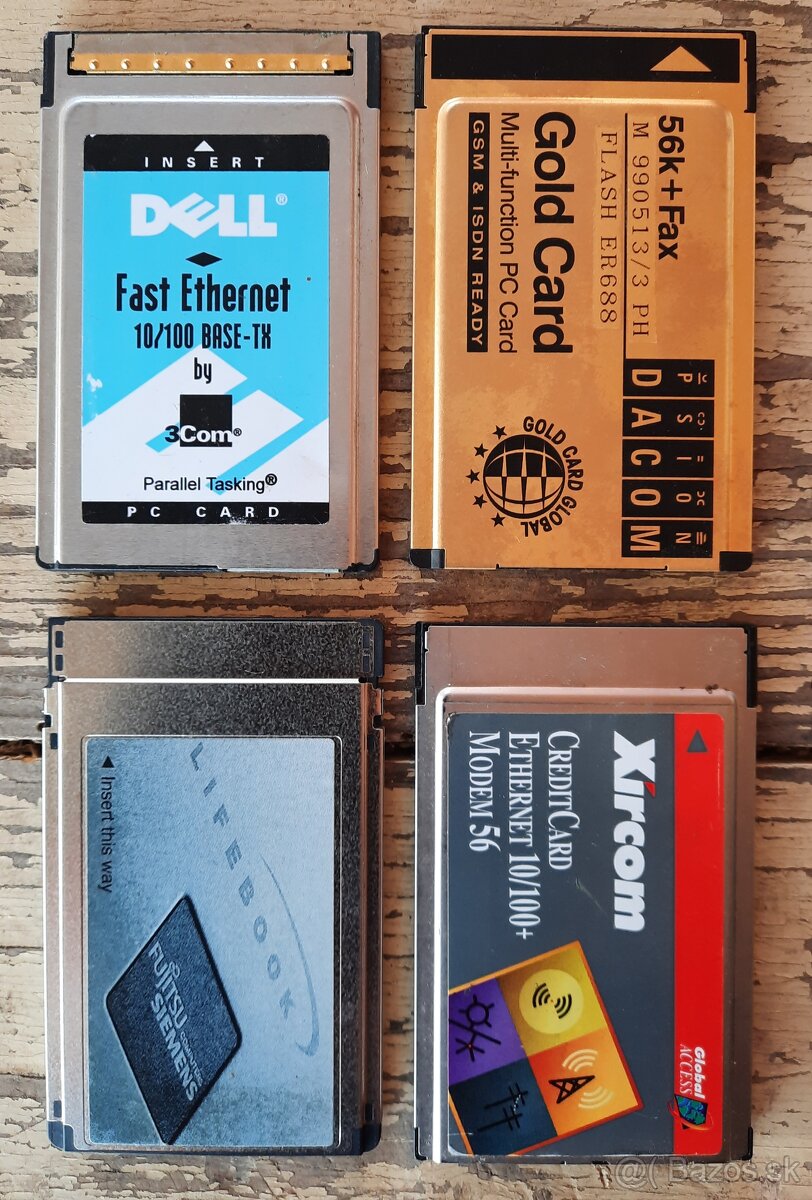 INSERT
DELL®
Fast Ethernet
10/100 BASE-TX
by
3Com®
Parallel Tasking®
PC CARD
56k+Fax
M 990513/3 PH
FLASH ER688
Gold Card
Multi-function PC Card
GSM & ISDN READY
PSION
DACOM
GOLD CARD GLOBAL
LIFEBOOK
Insert this way
FUJITSU COMPUTERS
SIEMENS
Xircom
CREDITCARD
ETHERNET 10/100+
MODEM 56
Global
ACCESS
Bazos.sk